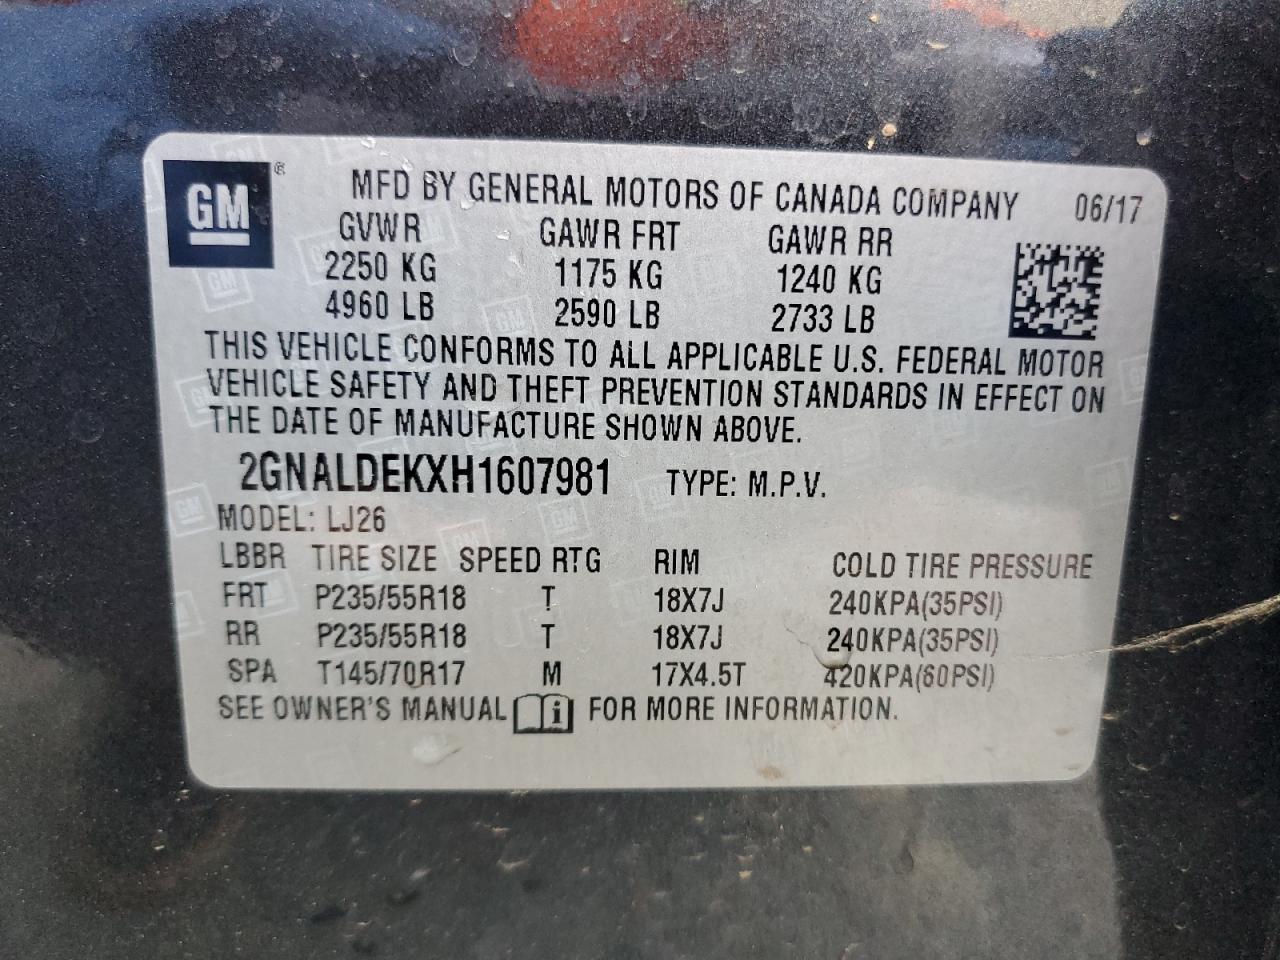 GM ®
MFD BY GENERAL MOTORS OF CANADA COMPANY 06/17
GVWR GAWR FRT GAWR RR
2250 KG 1175 KG 1240 KG
4960 LB 2590 LB 2733 LB
THIS VEHICLE CONFORMS TO ALL APPLICABLE U.S. FEDERAL MOTOR
VEHICLE SAFETY AND THEFT PREVENTION STANDARDS IN EFFECT ON
THE DATE OF MANUFACTURE SHOWN ABOVE.
2GNALDEKXH1607981 TYPE: M.P.V.
MODEL: LJ26
LBBR TIRE SIZE SPEED RTG RIM COLD TIRE PRESSURE
FRT P235/55R18 T 18X7J 240KPA(35PSI)
RR P235/55R18 T 18X7J 240KPA(35PSI)
SPA T145/70R17 M 17X4.5T 420KPA(60PSI)
SEE OWNER'S MANUAL i FOR MORE INFORMATION.